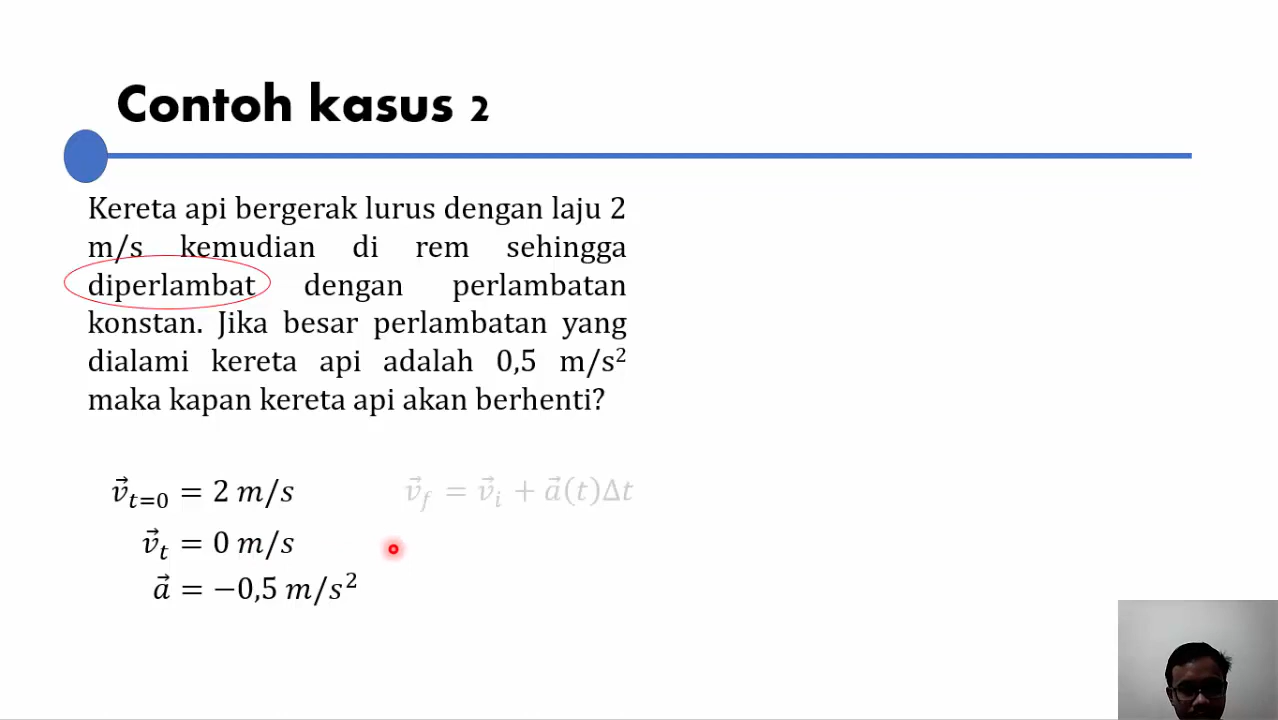 Contoh kasus 2
Kereta api bergerak lurus dengan laju 2
m/s kemudian di rem sehingga
diperlambat dengan perlambatan
konstan. Jika besar perlambatan yang
dialami kereta api adalah 0,5 m/s²
maka kapan kereta api akan berhenti?
v⃗ₜ₌₀ = 2 m/s
v⃗_f = v⃗_i + a⃗(t)Δt
v⃗ₜ = 0 m/s
a⃗ = −0,5 m/s²